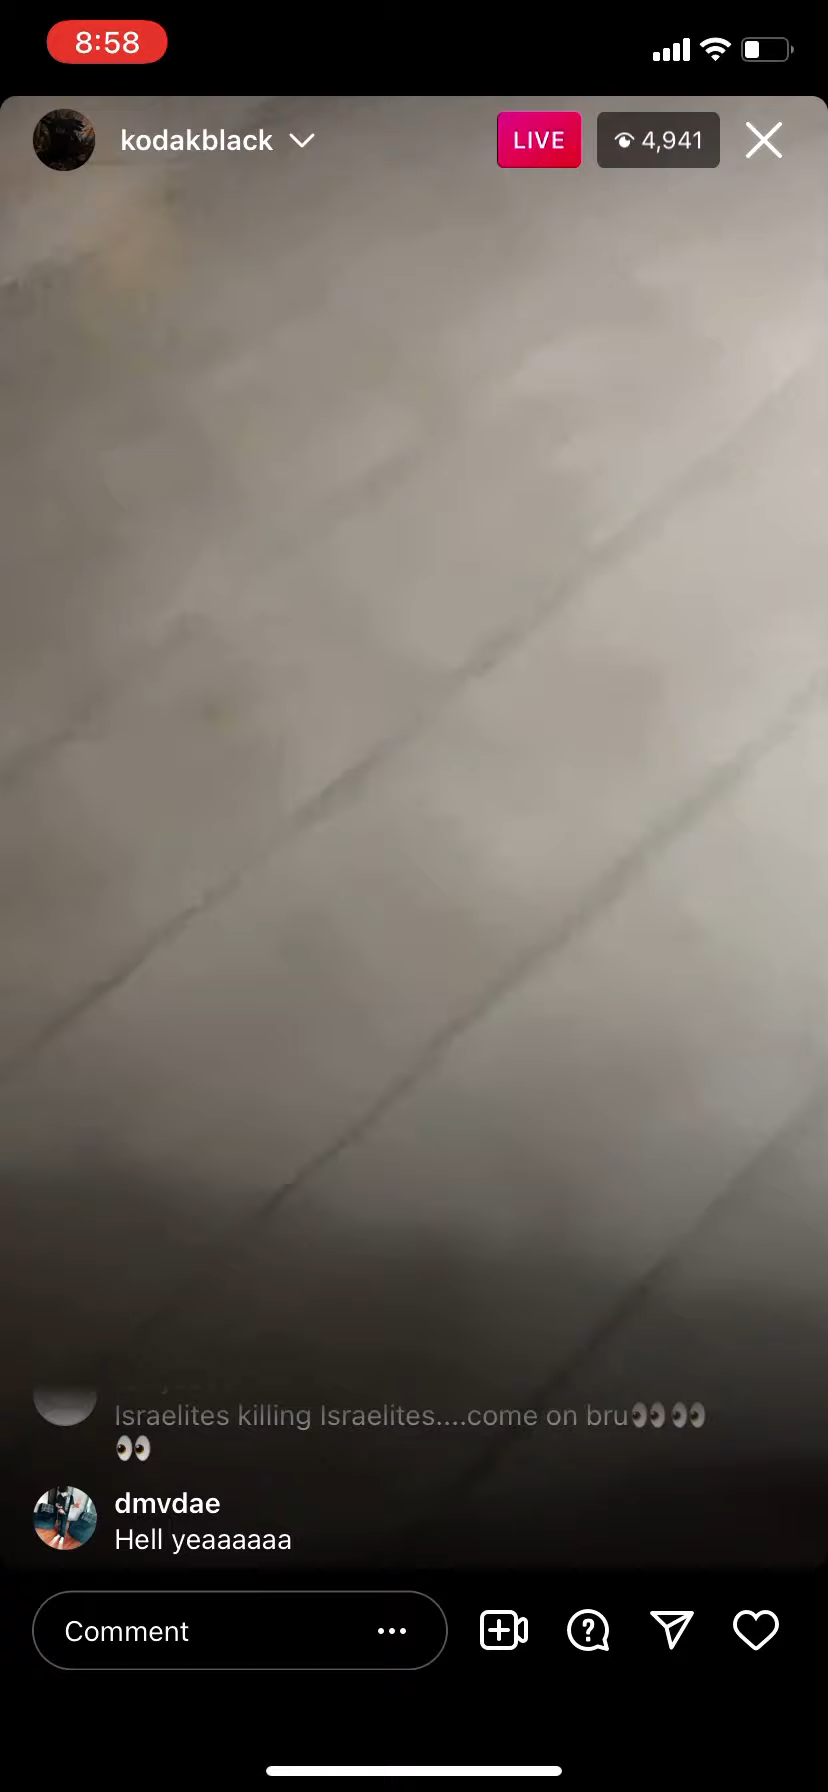 8:58
kodakblack
LIVE
4,941
Israelites killing Israelites....come on bru👀👀
👀
dmvdae
Hell yeaaaaaa
Comment